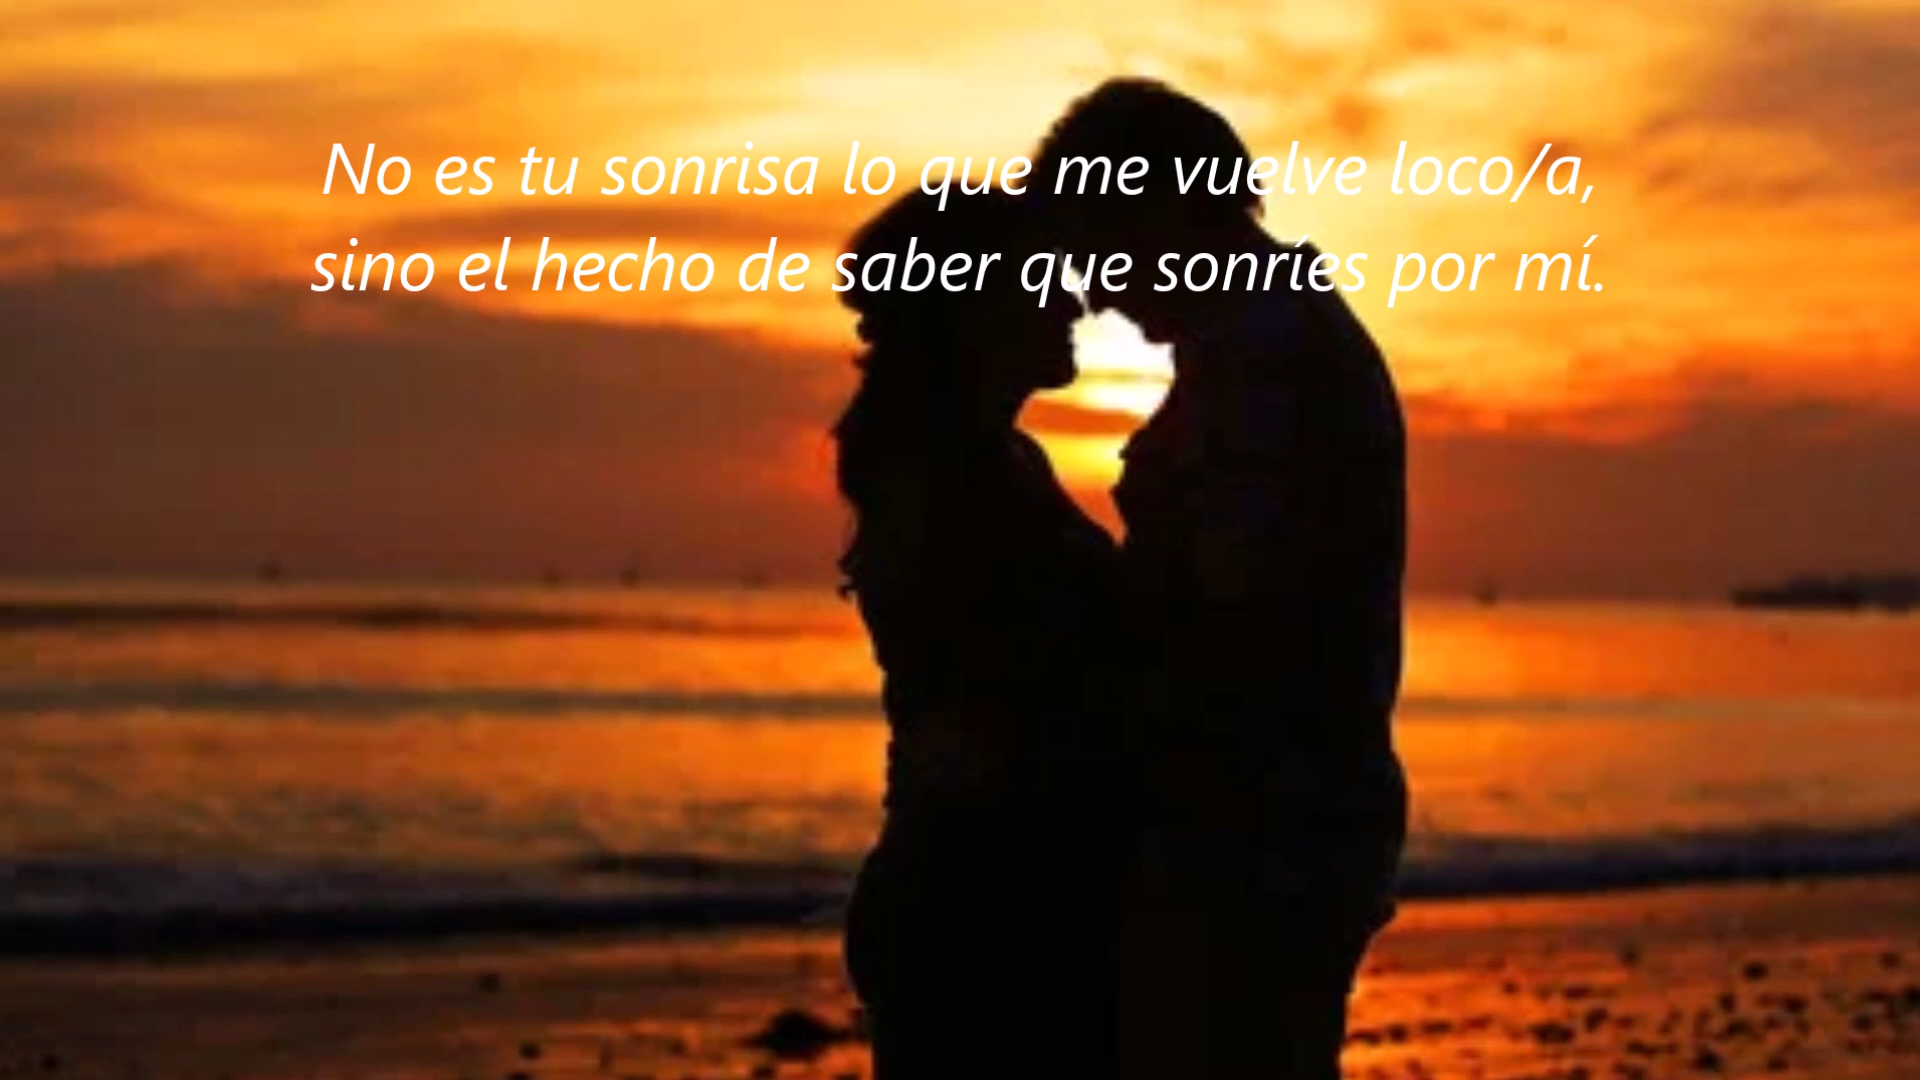 No es tu sonrisa lo que me vuelve loco/a,
sino el hecho de saber que sonríes por mí.